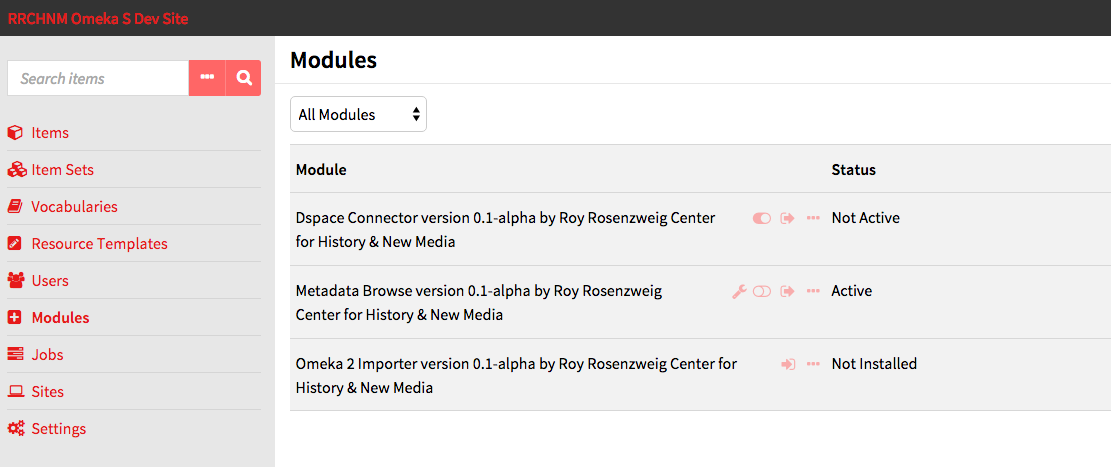 RRCHNM Omeka S Dev Site
Search items
Items
Item Sets
Vocabularies
Resource Templates
Users
Modules
Jobs
Sites
Settings
Modules
All Modules
Module Status
Dspace Connector version 0.1-alpha by Roy Rosenzweig Center Not Active
for History & New Media
Metadata Browse version 0.1-alpha by Roy Rosenzweig Active
Center for History & New Media
Omeka 2 Importer version 0.1-alpha by Roy Rosenzweig Center for Not Installed
History & New Media